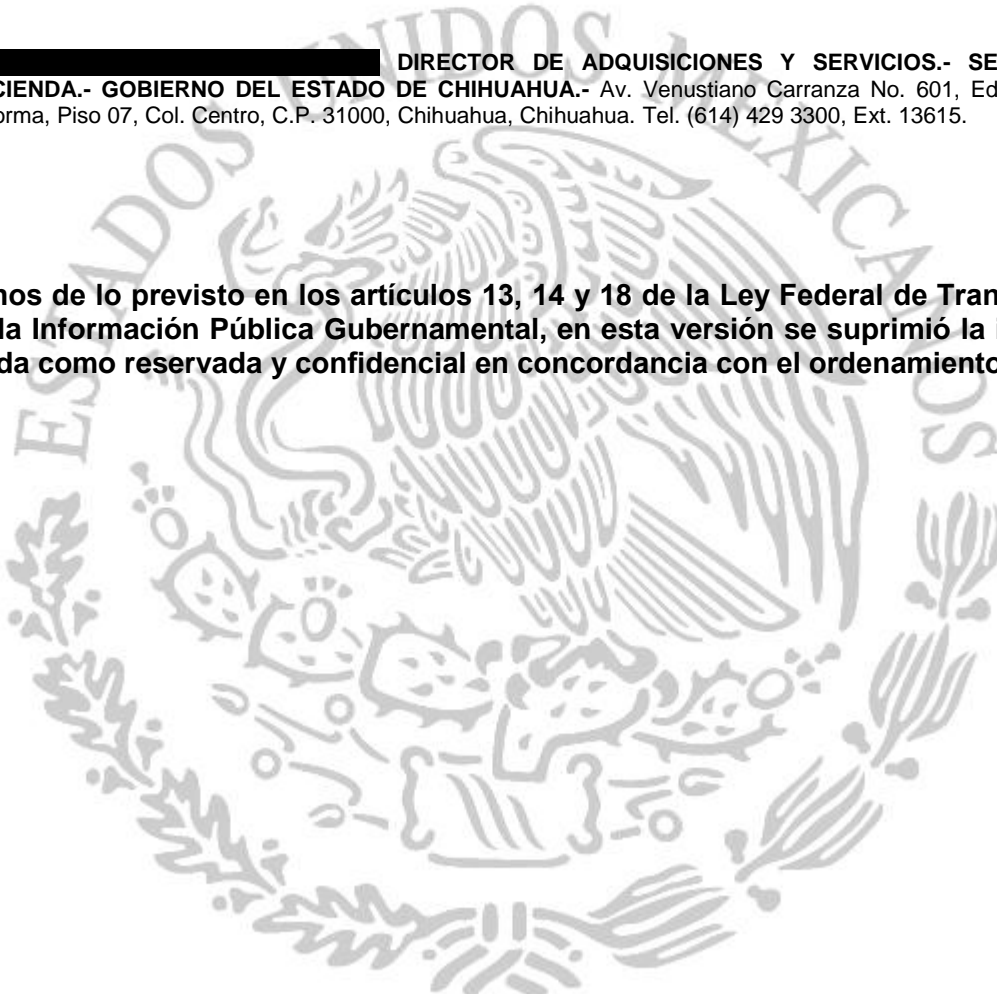 DIRECTOR DE ADQUISICIONES Y SERVICIOS.- SE
CIENDA.- GOBIERNO DEL ESTADO DE CHIHUAHUA.- Av. Venustiano Carranza No. 601, Ed
orma, Piso 07, Col. Centro, C.P. 31000, Chihuahua, Chihuahua. Tel. (614) 429 3300, Ext. 13615.
nos de lo previsto en los artículos 13, 14 y 18 de la Ley Federal de Tran
la Información Pública Gubernamental, en esta versión se suprimió la
da como reservada y confidencial en concordancia con el ordenamiento
ESTADOS UNIDOS MEXICANOS